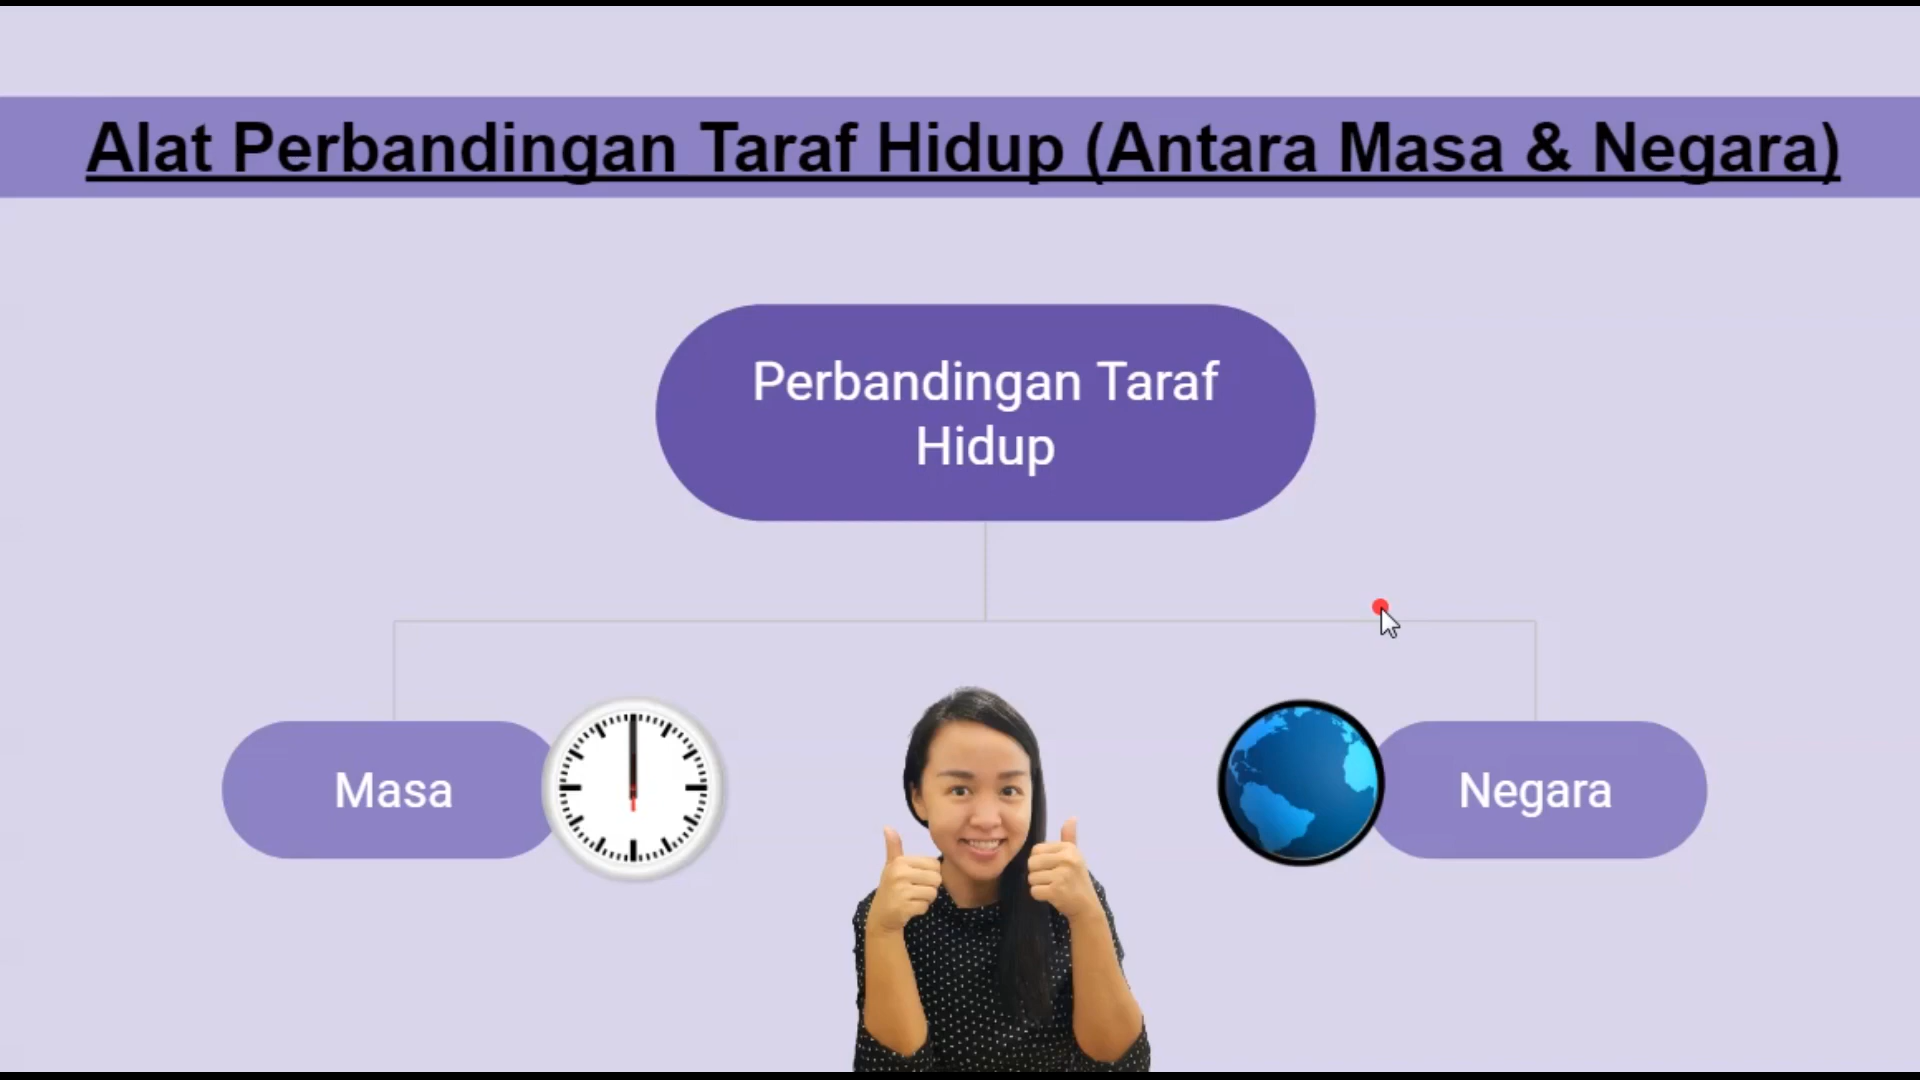 Alat Perbandingan Taraf Hidup (Antara Masa & Negara)
Perbandingan Taraf
Hidup
Masa
Negara